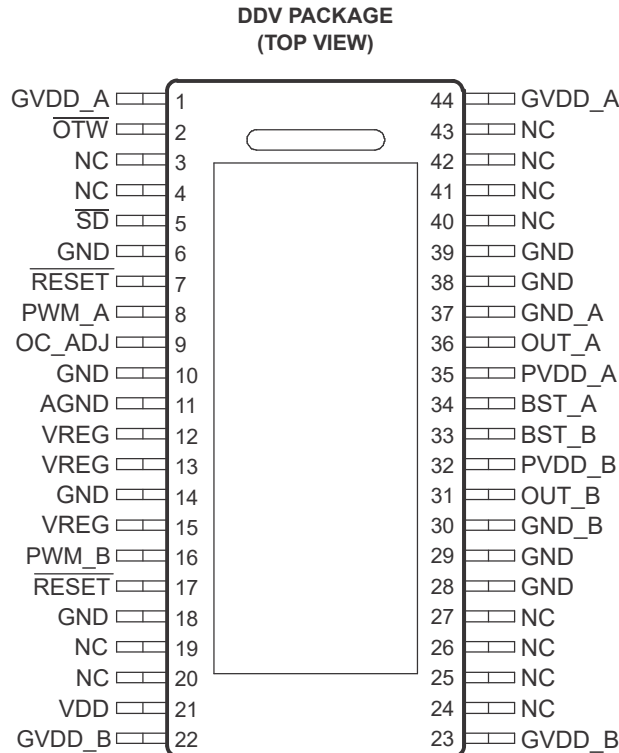 DDV PACKAGE
(TOP VIEW)
GVDD_A 1 44 GVDD_A
OTW 2 43 NC
NC 3 42 NC
NC 4 41 NC
SD 5 40 NC
GND 6 39 GND
RESET 7 38 GND
PWM_A 8 37 GND_A
OC_ADJ 9 36 OUT_A
GND 10 35 PVDD_A
AGND 11 34 BST_A
VREG 12 33 BST_B
VREG 13 32 PVDD_B
GND 14 31 OUT_B
VREG 15 30 GND_B
PWM_B 16 29 GND
RESET 17 28 GND
GND 18 27 NC
NC 19 26 NC
NC 20 25 NC
VDD 21 24 NC
GVDD_B 22 23 GVDD_B